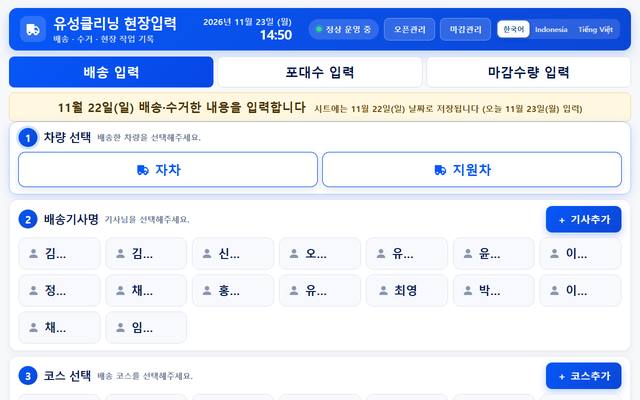 유성클리닝 현장입력
배송 · 수거 · 현장 작업 기록
2026년 11월 23일 (월)
14:50
정상 운영 중
오픈관리
마감관리
한국어 Indonesia Tiếng Việt
배송 입력 포대수 입력 마감수량 입력
11월 22일(일) 배송·수거한 내용을 입력합니다 시트에는 11월 22일(일) 날짜로 저장됩니다 (오늘 11월 23일(월) 입력)
1 차량 선택 배송한 차량을 선택해주세요.
자차 지원차
2 배송기사명 기사님을 선택해주세요. + 기사추가
김... 김... 신... 오... 유... 윤... 이...
정... 채... 홍... 유... 최영 박... 이...
채... 임...
3 코스 선택 배송 코스를 선택해주세요. + 코스추가